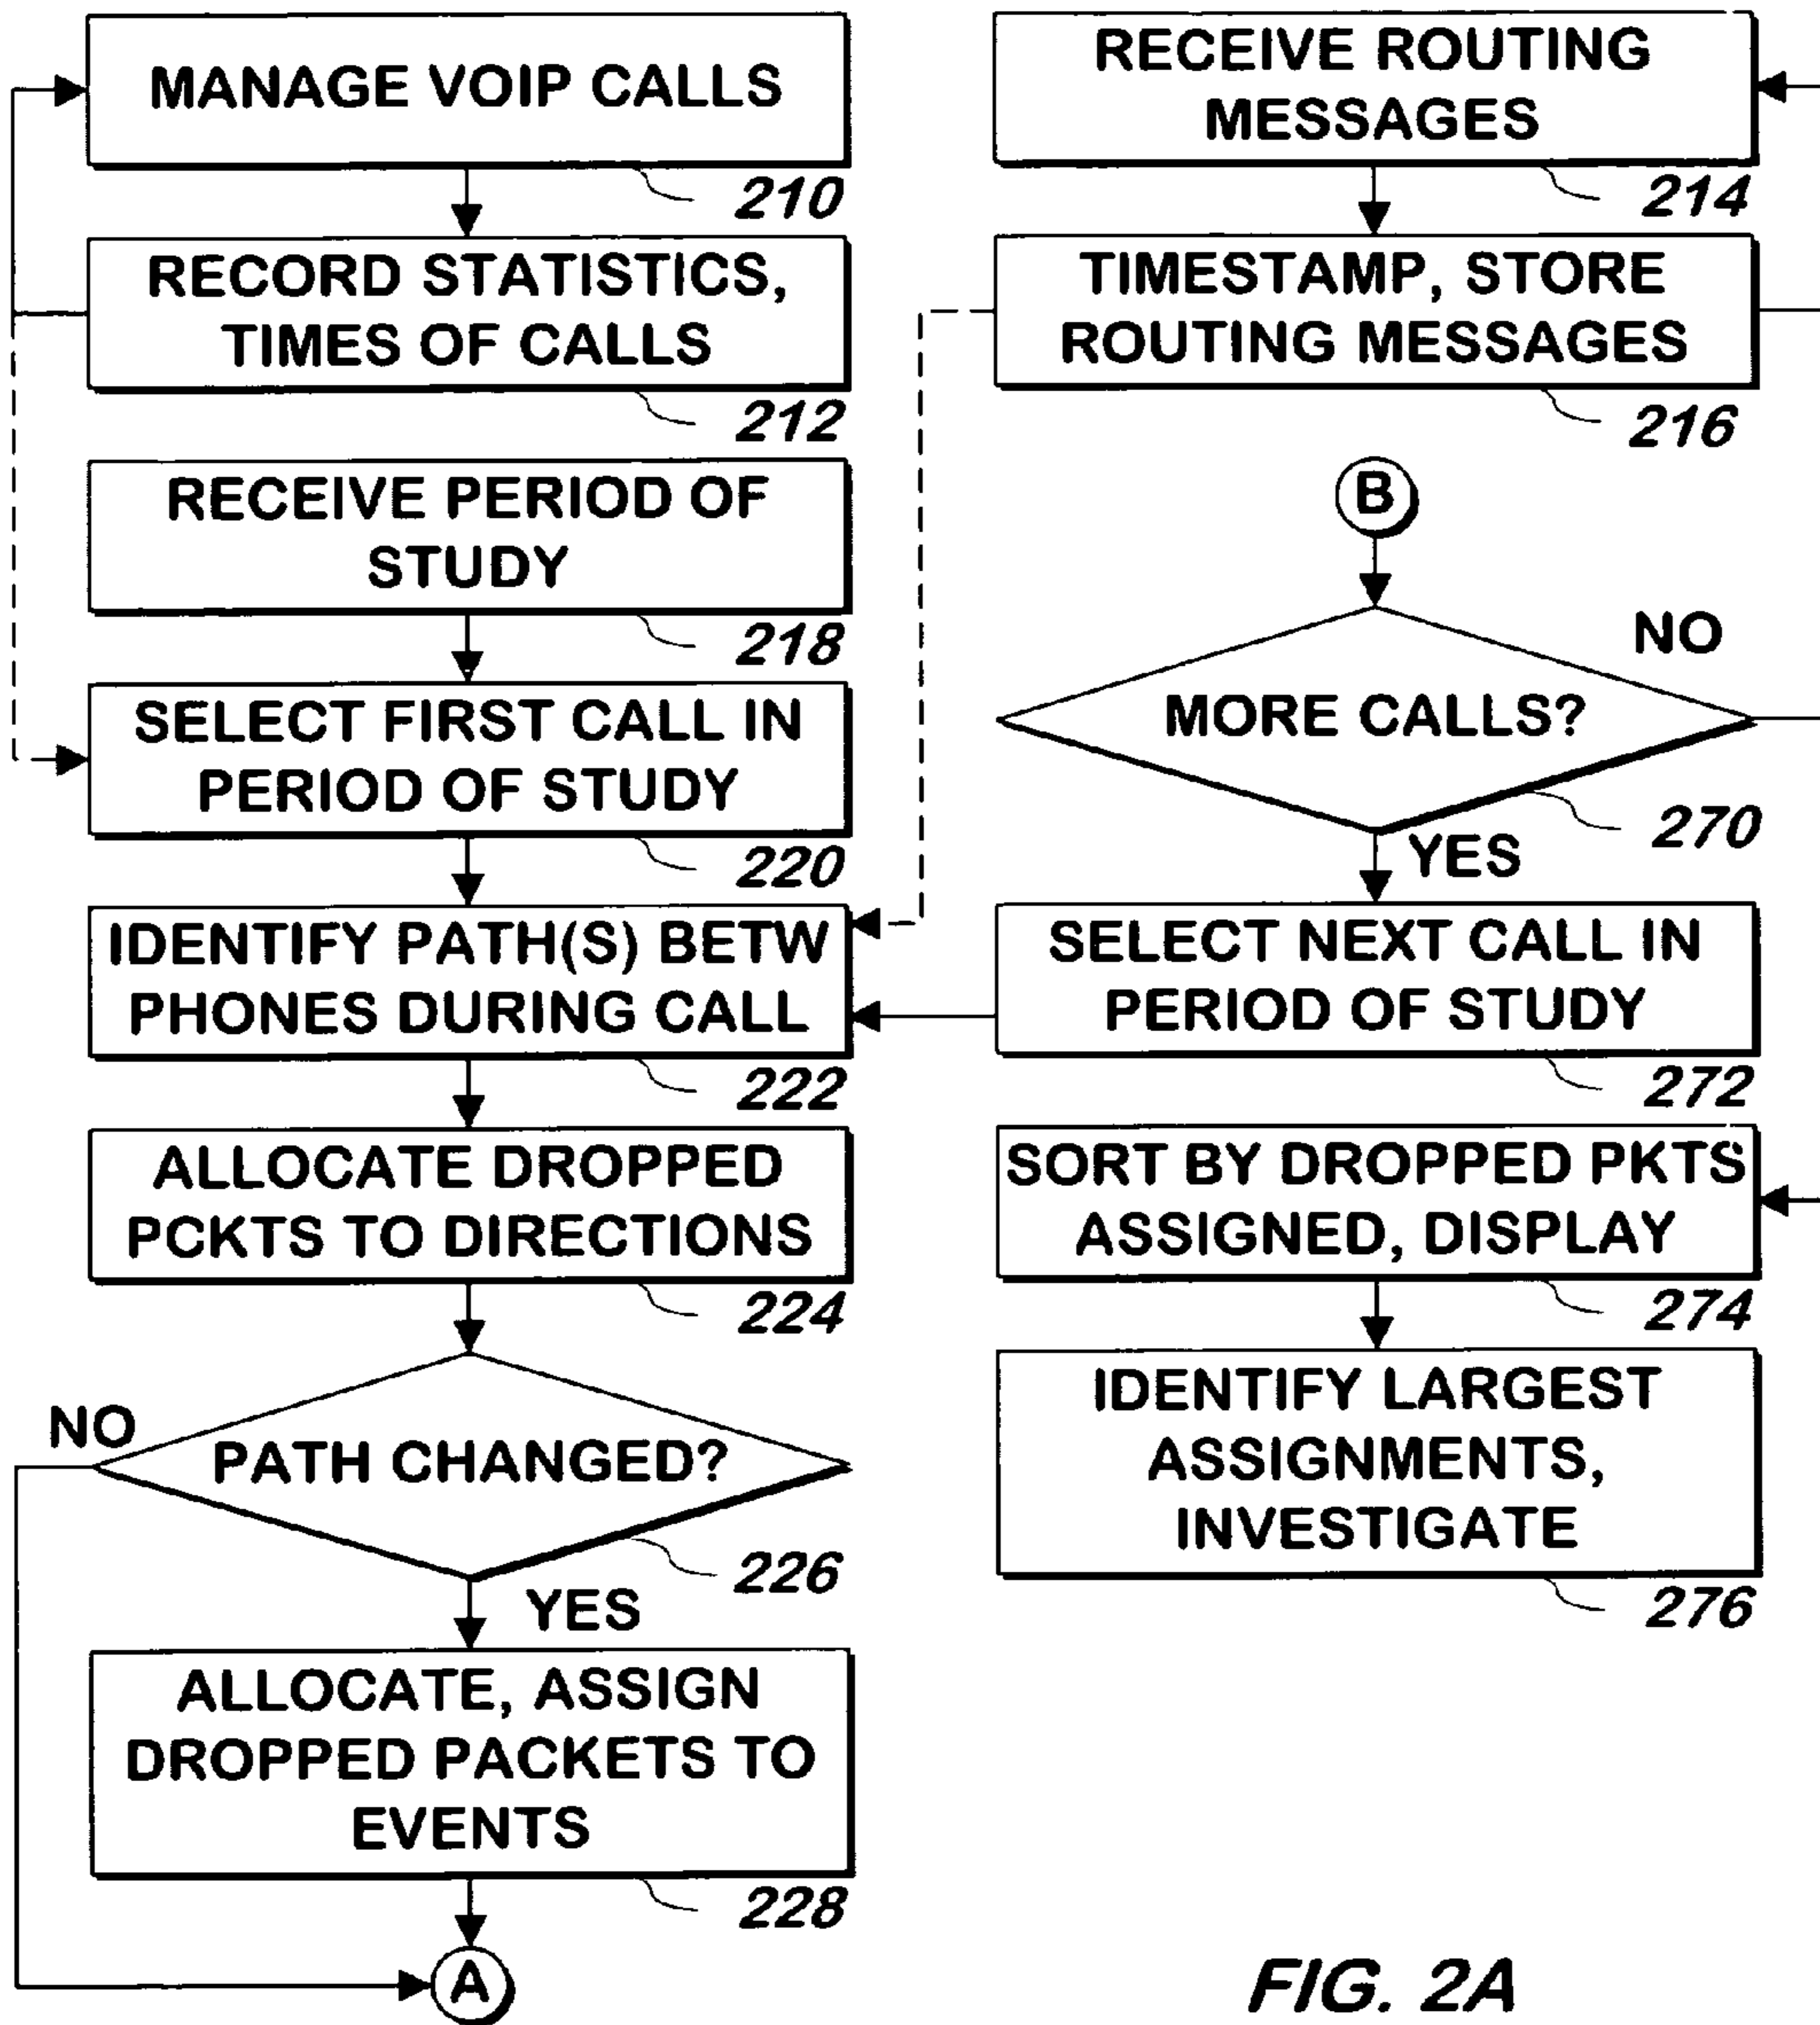 MANAGE VOIP CALLS
210
RECORD STATISTICS,
TIMES OF CALLS
212
RECEIVE PERIOD OF
STUDY
218
SELECT FIRST CALL IN
PERIOD OF STUDY
220
IDENTIFY PATH(S) BETW
PHONES DURING CALL
222
ALLOCATE DROPPED
PCKTS TO DIRECTIONS
224
NO
PATH CHANGED?
226
YES
ALLOCATE, ASSIGN
DROPPED PACKETS TO
EVENTS
228
A
RECEIVE ROUTING
MESSAGES
214
TIMESTAMP, STORE
ROUTING MESSAGES
216
B
NO
MORE CALLS?
270
YES
SELECT NEXT CALL IN
PERIOD OF STUDY
272
SORT BY DROPPED PKTS
ASSIGNED, DISPLAY
274
IDENTIFY LARGEST
ASSIGNMENTS,
INVESTIGATE
276
FIG. 2A